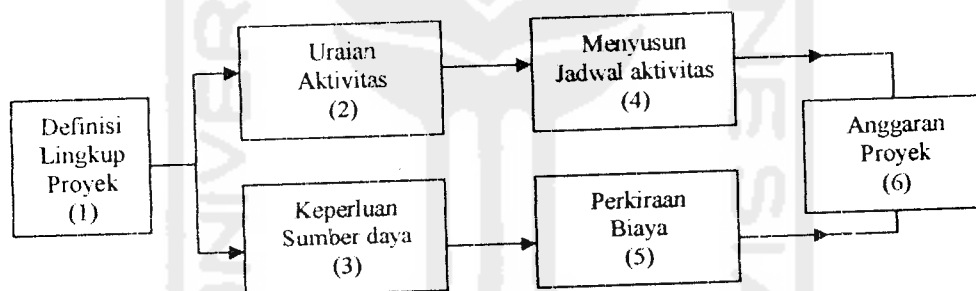 Definisi
Lingkup
Proyek
(1)
Uraian
Aktivitas
(2)
Keperluan
Sumber daya
(3)
Menyusun
Jadwal aktivitas
(4)
Perkiraan
Biaya
(5)
Anggaran
Proyek
(6)